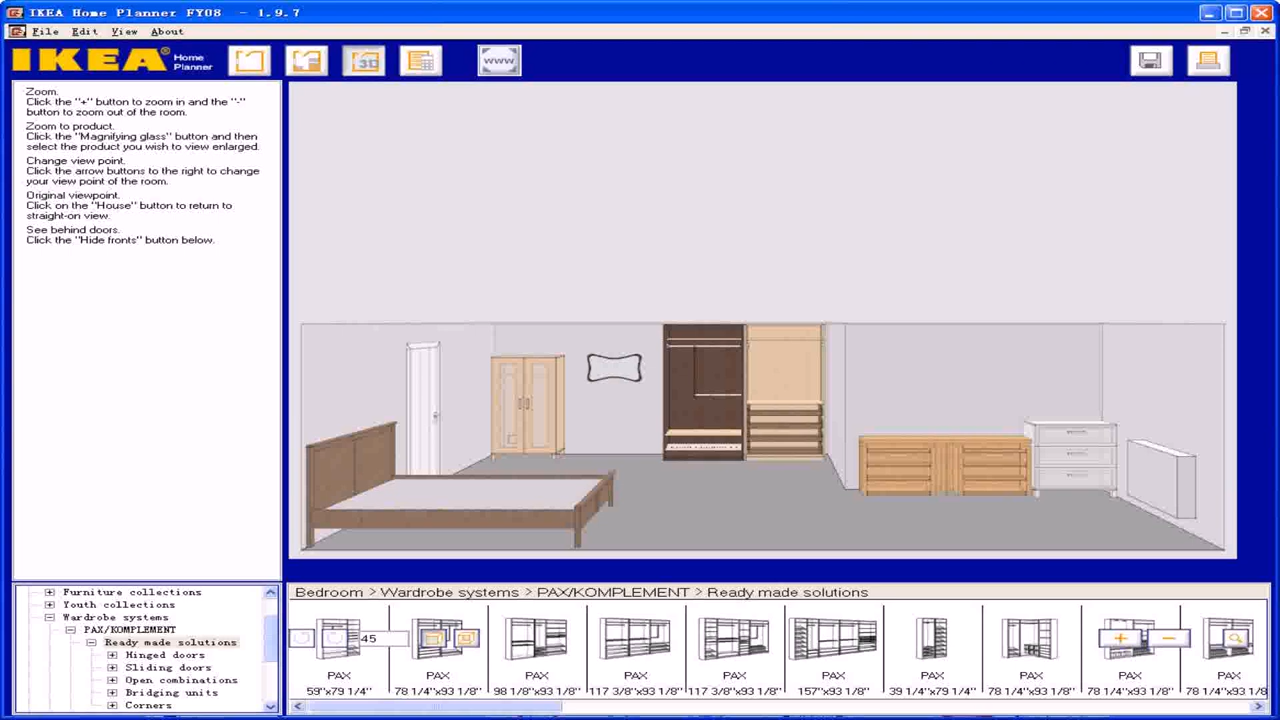 IKEA Home Planner FY08 - 1.9.7
File Edit View About
IKEA® Home Planner
3D
WWW
Zoom.
Click the "+" button to zoom in and the "-"
button to zoom out of the room.
Zoom to product.
Click the "Magnifying glass" button and then
select the product you wish to view enlarged.
Change view point.
Click the arrow buttons to the right to change
your view point of the room.
Original viewpoint.
Click on the "House" button to return to
straight-on view.
See behind doors.
Click the "Hide fronts" button below.
Furniture collections
Youth collections
Wardrobe systems
PAX/KOMPLEMENT
Ready made solutions
Hinged doors
Sliding doors
Open combinations
Bridging units
Corners
Bedroom > Wardrobe systems > PAX/KOMPLEMENT > Ready made solutions
45
PAX PAX PAX PAX PAX PAX PAX PAX PAX PAX
59"x79 1/4" 78 1/4"x93 1/8" 98 1/8"x93 1/8" 117 3/8"x93 1/8" 117 3/8"x93 1/8" 157"x93 1/8" 39 1/4"x79 1/4" 78 1/4"x93 1/8" 78 1/4"x93 1/8" 78 1/4"x93 1/8